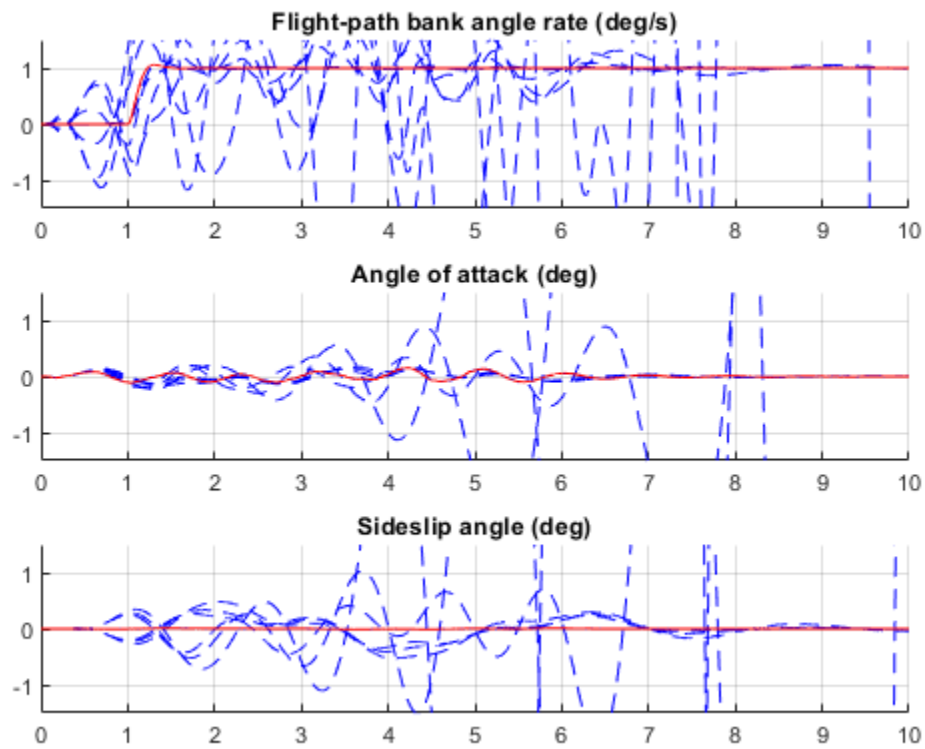 Flight-path bank angle rate (deg/s)
1
0
-1
0 1 2 3 4 5 6 7 8 9 10
Angle of attack (deg)
1
0
-1
0 1 2 3 4 5 6 7 8 9 10
Sideslip angle (deg)
1
0
-1
0 1 2 3 4 5 6 7 8 9 10